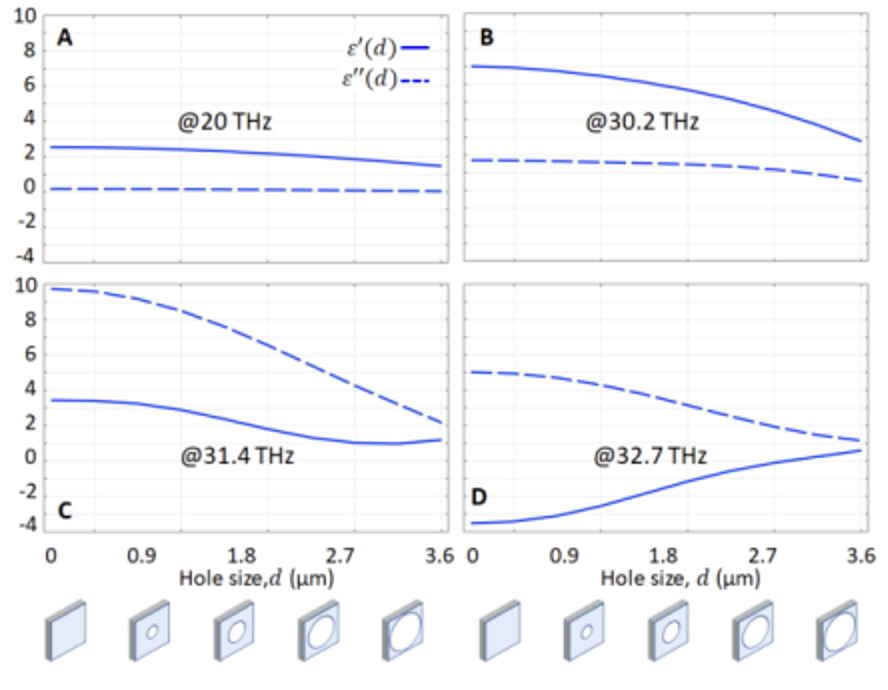 10
8
6
4
2
0
-2
-4
A
ε′(d)
ε′′(d)
@20 THz
B
@30.2 THz
10
8
6
4
2
0
-2
-4
@31.4 THz
C
@32.7 THz
D
0 0.9 1.8 2.7 3.6
Hole size,d (μm)
0 0.9 1.8 2.7 3.6
Hole size, d (μm)